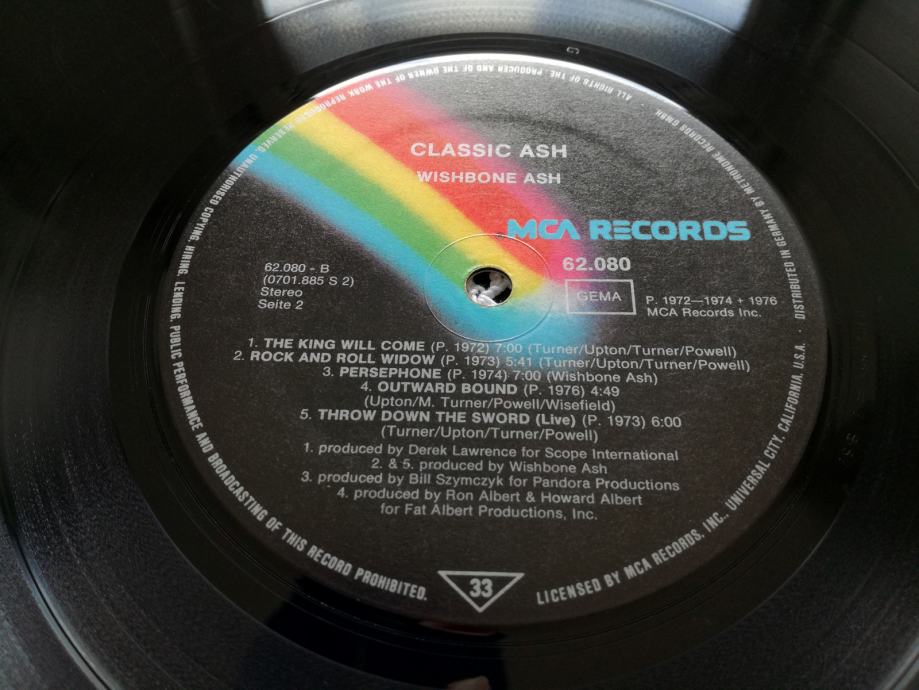 CLASSIC ASH
WISHBONE ASH
MCA RECORDS
62.080
GEMA
P. 1972—1974 + 1976
MCA Records Inc.
62.080 - B
(0701.885 S 2)
Stereo
Seite 2
1. THE KING WILL COME (P. 1972) 7:00 (Turner/Upton/Turner/Powell)
2. ROCK AND ROLL WIDOW (P. 1973) 5:41 (Turner/Upton/Turner/Powell)
3. PERSEPHONE (P. 1974) 7:00 (Wishbone Ash)
4. OUTWARD BOUND (P. 1976) 4:49
(Upton/M. Turner/Powell/Wisefield)
5. THROW DOWN THE SWORD (Live) (P. 1973) 6:00
(Turner/Upton/Turner/Powell)
1. produced by Derek Lawrence for Scope International
2. & 5. produced by Wishbone Ash
3. produced by Bill Szymczyk for Pandora Productions
4. produced by Ron Albert & Howard Albert
for Fat Albert Productions, Inc.
33
ALL RIGHTS OF THE PRODUCER AND OF THE OWNER OF THE WORK REPRODUCED RESERVED. UNAUTHORISED COPYING, HIRING, LENDING, PUBLIC PERFORMANCE AND BROADCASTING OF THIS RECORD PROHIBITED.
LICENSED BY MCA RECORDS, INC., UNIVERSAL CITY, CALIFORNIA, U.S.A. · DISTRIBUTED IN GERMANY BY METRONOME RECORDS GMBH